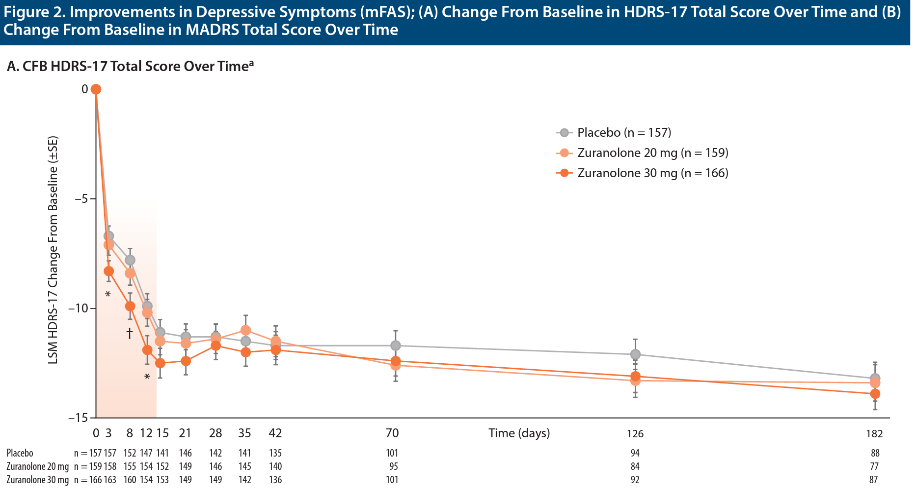 Figure 2. Improvements in Depressive Symptoms (mFAS); (A) Change From Baseline in HDRS-17 Total Score Over Time and (B)
Change From Baseline in MADRS Total Score Over Time
A. CFB HDRS-17 Total Score Over Timeᵃ
LSM HDRS-17 Change From Baseline (±SE)
0
−5
−10
−15
Placebo (n = 157)
Zuranolone 20 mg (n = 159)
Zuranolone 30 mg (n = 166)
*
†
*
0 3 8 12 15 21 28 35 42 70 Time (days) 126 182
Placebo n = 157 157 152 147 141 146 142 141 135 101 94 88
Zuranolone 20 mg n = 159 158 155 154 152 149 146 145 140 95 84 77
Zuranolone 30 mg n = 166 163 160 154 153 149 149 142 136 101 92 87